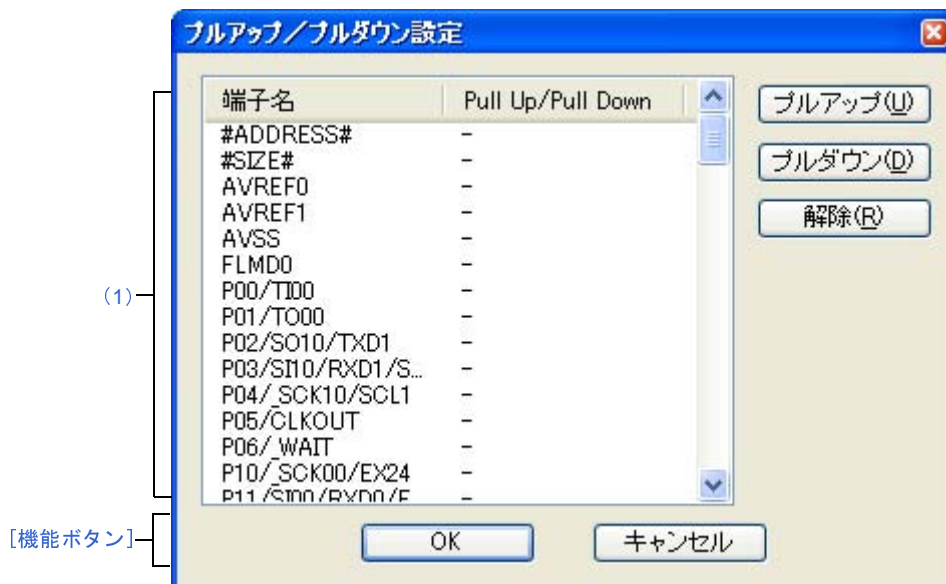 プルアップ/プルダウン設定
端子名 Pull Up/Pull Down
プルアップ(U)
#ADDRESS# -
#SIZE# -
プルダウン(D)
AVREF0 -
AVREF1 -
解除(R)
AVSS -
FLMD0 -
(1)
P00/TI00 -
P01/TO00 -
P02/SO10/TXD1 -
P03/SI10/RXD1/S... -
P04/_SCK10/SCL1 -
P05/CLKOUT -
P06/_WAIT -
P10/_SCK00/EX24 -
P11/SI00/RXD0/E -
[機能ボタン]
OK キャンセル